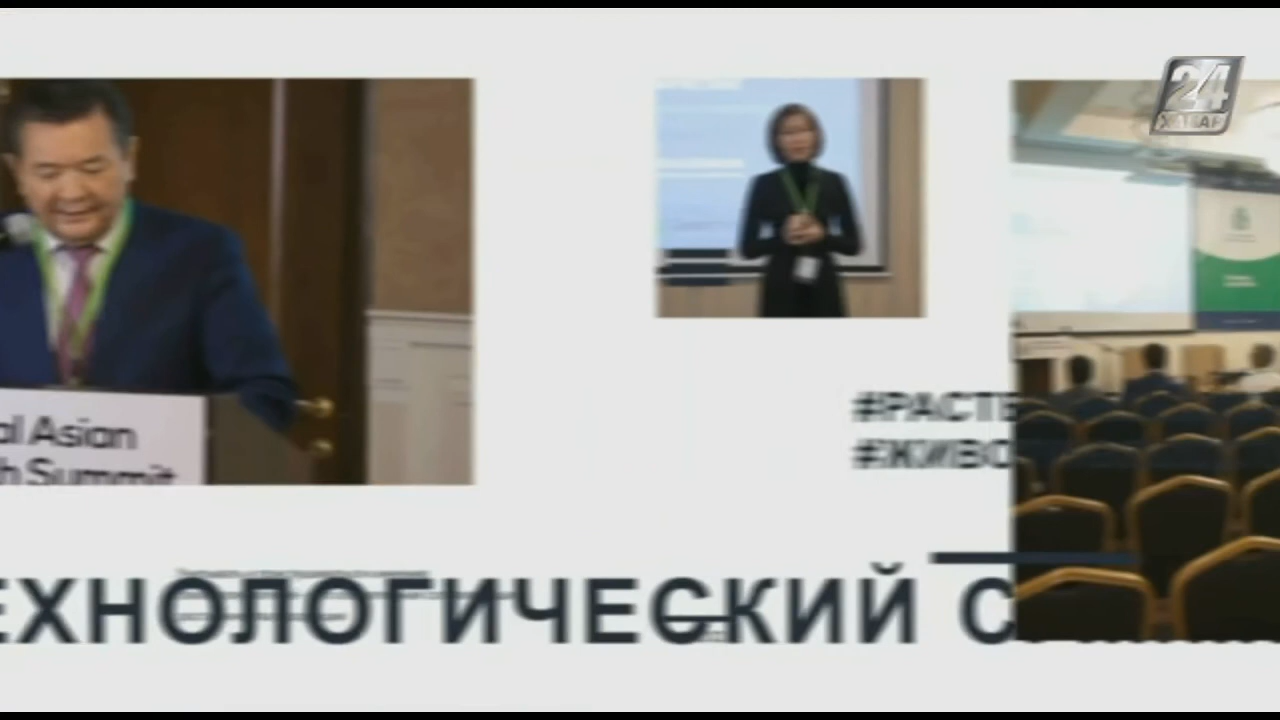 24
ХАБАР
al Asian
h Summit
#РАСТЕ
#ЖИВО
ЕХНОЛОГИЧЕСКИЙ С